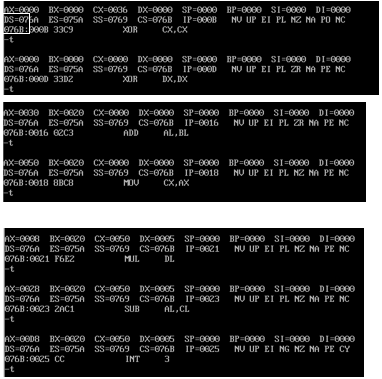 AX=0000 BX=0000 CX=0036 DX=0000 SP=0000 BP=0000 SI=0000 DI=0000
DS=076A ES=075A SS=0769 CS=076B IP=000B NV UP EI PL NZ NA PO NC
076B:000B 33C9 XOR CX,CX
-t
AX=0000 BX=0000 CX=0000 DX=0000 SP=0000 BP=0000 SI=0000 DI=0000
DS=076A ES=075A SS=0769 CS=076B IP=000D NV UP EI PL ZR NA PE NC
076B:000D 33D2 XOR DX,DX
-t
AX=0030 BX=0020 CX=0000 DX=0000 SP=0000 BP=0000 SI=0000 DI=0000
DS=076A ES=075A SS=0769 CS=076B IP=0016 NV UP EI PL ZR NA PE NC
076B:0016 02C3 ADD AL,BL
-t
AX=0050 BX=0020 CX=0000 DX=0000 SP=0000 BP=0000 SI=0000 DI=0000
DS=076A ES=075A SS=0769 CS=076B IP=0018 NV UP EI PL NZ NA PE NC
076B:0018 8BC8 MOV CX,AX
-t
AX=0008 BX=0020 CX=0050 DX=0005 SP=0000 BP=0000 SI=0000 DI=0000
DS=076A ES=075A SS=0769 CS=076B IP=0021 NV UP EI PL NZ NA PE NC
076B:0021 F6E2 MUL DL
-t
AX=0028 BX=0020 CX=0050 DX=0005 SP=0000 BP=0000 SI=0000 DI=0000
DS=076A ES=075A SS=0769 CS=076B IP=0023 NV UP EI PL NZ NA PE NC
076B:0023 2AC1 SUB AL,CL
-t
AX=00D8 BX=0020 CX=0050 DX=0005 SP=0000 BP=0000 SI=0000 DI=0000
DS=076A ES=075A SS=0769 CS=076B IP=0025 NV UP EI NG NZ NA PE CY
076B:0025 CC INT 3
-t